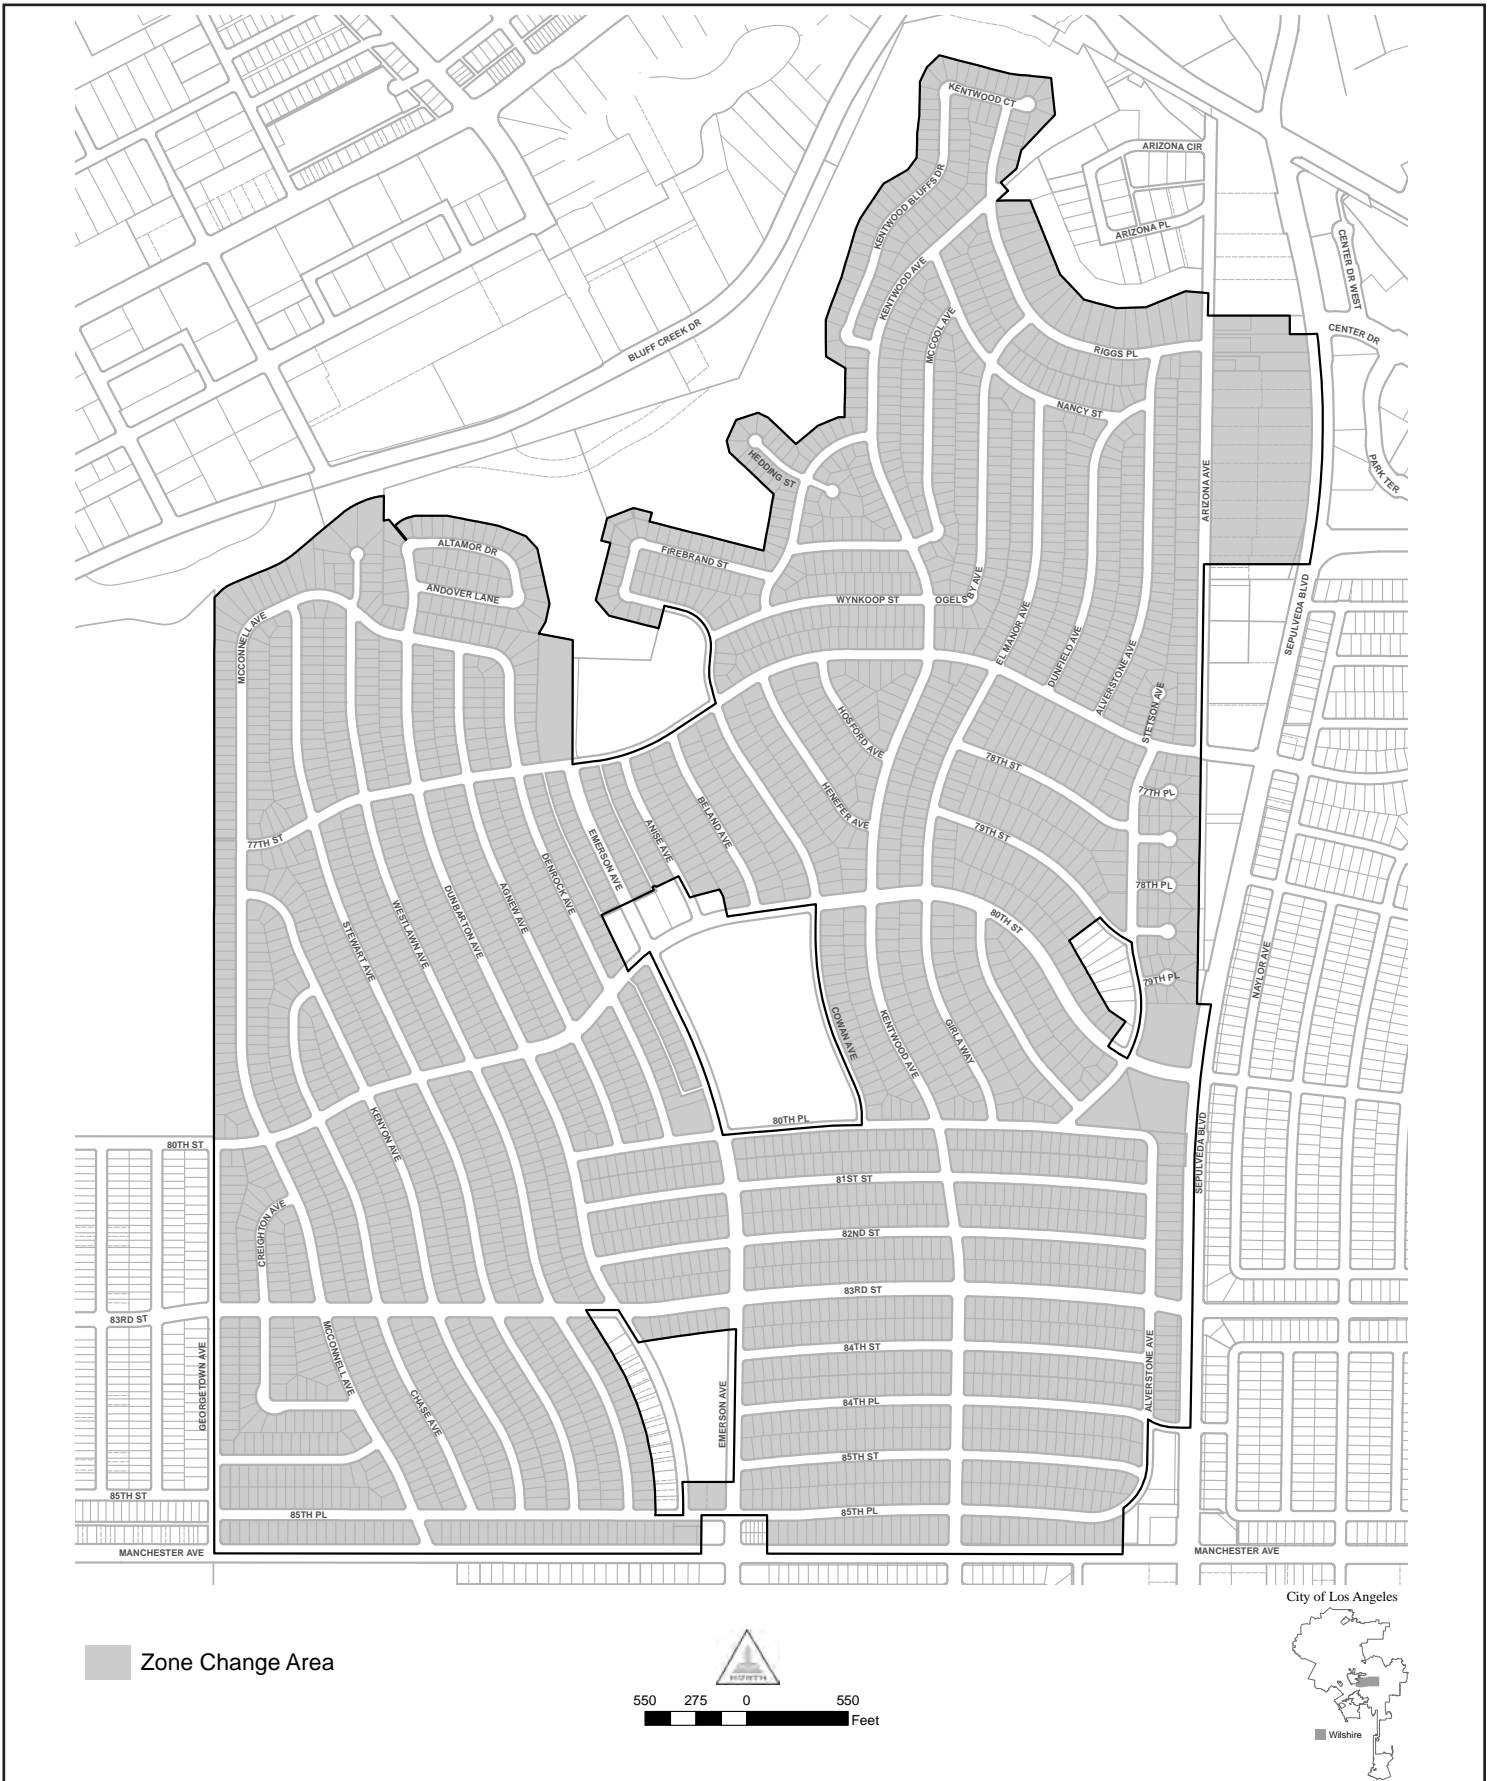 KENTWOOD CT
ARIZONA CIR
KENTWOOD BLUFFS DR
ARIZONA PL
CENTER DR WEST
KENTWOOD AVE
CENTER DR
BLUFF CREEK DR
MCCOOL AVE
RIGGS PL
NANCY ST
HEDDING ST
PARK TER
ARIZONA AVE
ALTAMOR DR
FIREBRAND ST
ANDOVER LANE
WYNKOOP ST
OGELSBY AVE
SEPULVEDA BLVD
MCCONNELL AVE
EL MANOR AVE
DUNFIELD AVE
ALVERSTONE AVE
STETSON AVE
HOSFORD AVE
78TH ST
77TH PL
HENEFER AVE
BELAND AVE
ANISE AVE
EMERSON AVE
79TH ST
77TH ST
DENROCK AVE
AGNEW AVE
DUNBARTON AVE
WESTLAWN AVE
STEWART AVE
78TH PL
80TH ST
NAYLOR AVE
79TH PL
COWAN AVE
KENTWOOD AVE
GIRLA WAY
80TH PL
KENYON AVE
80TH ST
SEPULVEDA BLVD
81ST ST
CREIGHTON AVE
82ND ST
83RD ST
83RD ST
GEORGETOWN AVE
MCCONNELL AVE
84TH ST
ALVERSTONE AVE
CHASE AVE
EMERSON AVE
84TH PL
85TH ST
85TH ST
85TH PL
85TH PL
MANCHESTER AVE
MANCHESTER AVE
City of Los Angeles
Zone Change Area
NORTH
550 275 0 550
Feet
Wilshire